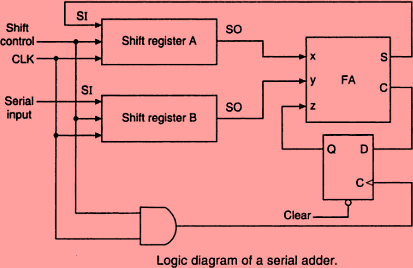 SI
Shift
control
CLK
Shift register A
SO
x
S
FA
y
C
z
Serial
input
SI
Shift register B
SO
Q
D
C
Clear
Logic diagram of a serial adder.